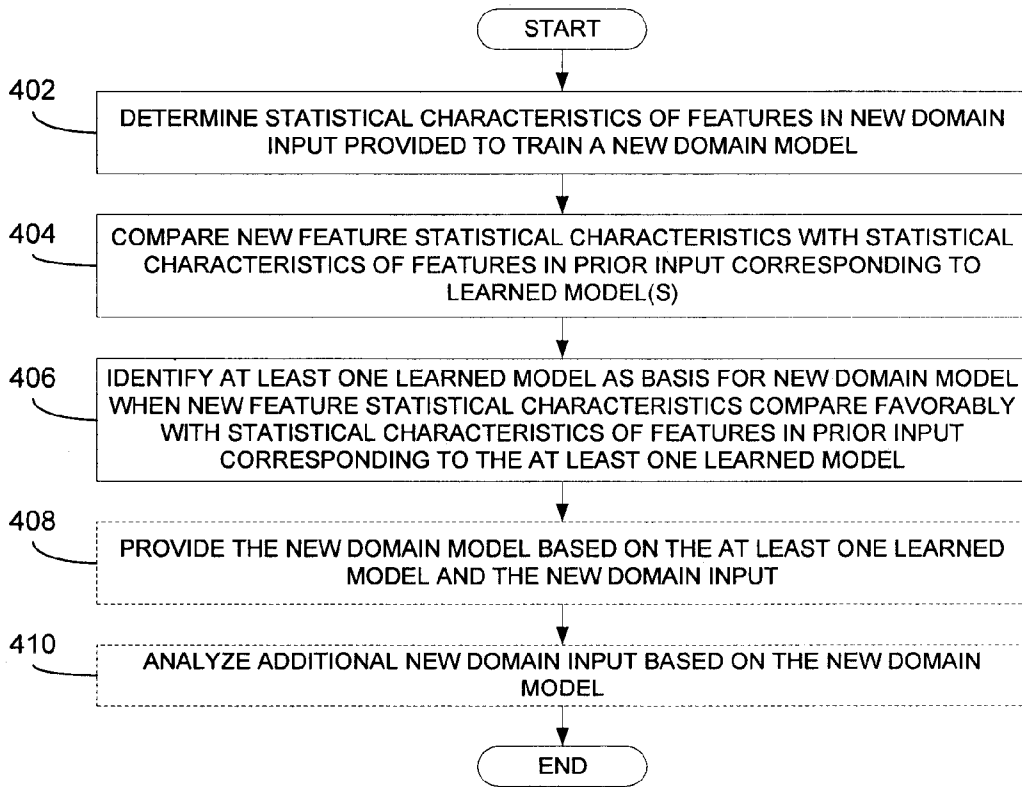 START
402
DETERMINE STATISTICAL CHARACTERISTICS OF FEATURES IN NEW DOMAIN
INPUT PROVIDED TO TRAIN A NEW DOMAIN MODEL
404
COMPARE NEW FEATURE STATISTICAL CHARACTERISTICS WITH STATISTICAL
CHARACTERISTICS OF FEATURES IN PRIOR INPUT CORRESPONDING TO
LEARNED MODEL(S)
406
IDENTIFY AT LEAST ONE LEARNED MODEL AS BASIS FOR NEW DOMAIN MODEL
WHEN NEW FEATURE STATISTICAL CHARACTERISTICS COMPARE FAVORABLY
WITH STATISTICAL CHARACTERISTICS OF FEATURES IN PRIOR INPUT
CORRESPONDING TO THE AT LEAST ONE LEARNED MODEL
408
PROVIDE THE NEW DOMAIN MODEL BASED ON THE AT LEAST ONE LEARNED
MODEL AND THE NEW DOMAIN INPUT
410
ANALYZE ADDITIONAL NEW DOMAIN INPUT BASED ON THE NEW DOMAIN
MODEL
END